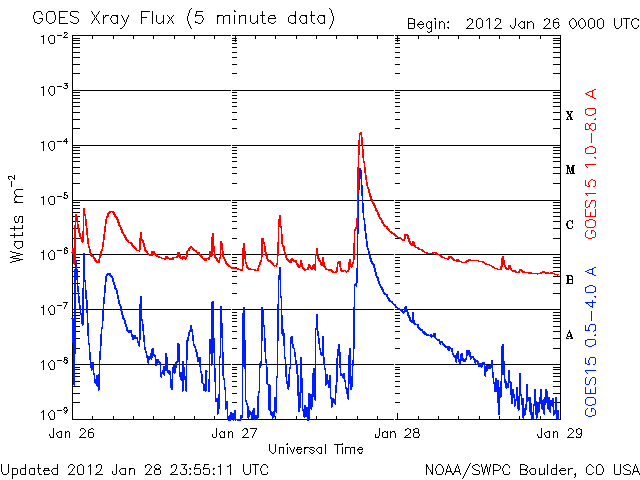 GOES Xray Flux (5 minute data)
Begin: 2012 Jan 26 0000 UTC
10⁻²
10⁻³
10⁻⁴
10⁻⁵
10⁻⁶
10⁻⁷
10⁻⁸
10⁻⁹
Watts m⁻²
X
M
C
B
A
GOES15 1.0−8.0 A
GOES15 0.5−4.0 A
Jan 26
Jan 27
Jan 28
Jan 29
Universal Time
Updated 2012 Jan 28 23:55:11 UTC
NOAA/SWPC Boulder, CO USA